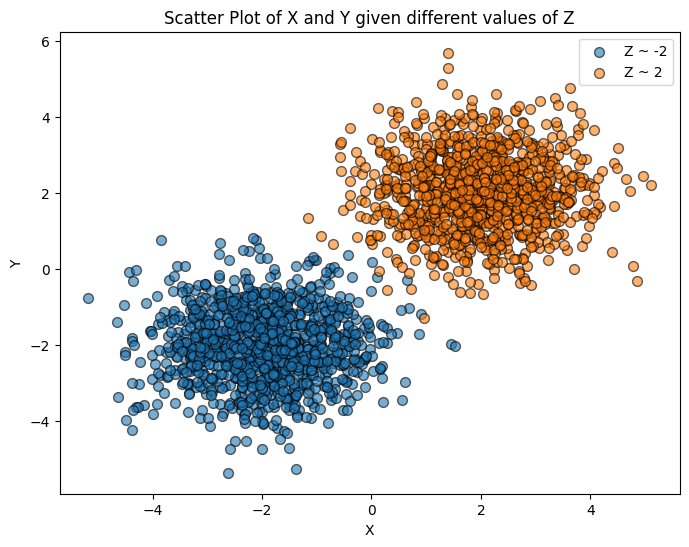 Scatter Plot of X and Y given different values of Z
Z ~ -2
Z ~ 2
6
4
2
0
−2
−4
Y
−4
−2
0
2
4
X